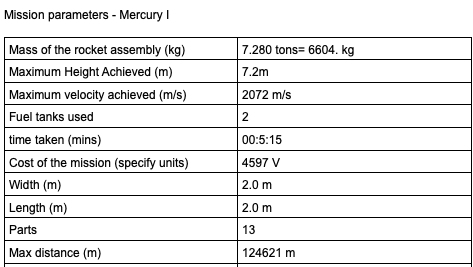 Mission parameters - Mercury I
Mass of the rocket assembly (kg) 7.280 tons= 6604. kg
Maximum Height Achieved (m) 7.2m
Maximum velocity achieved (m/s) 2072 m/s
Fuel tanks used 2
time taken (mins) 00:5:15
Cost of the mission (specify units) 4597 V
Width (m) 2.0 m
Length (m) 2.0 m
Parts 13
Max distance (m) 124621 m